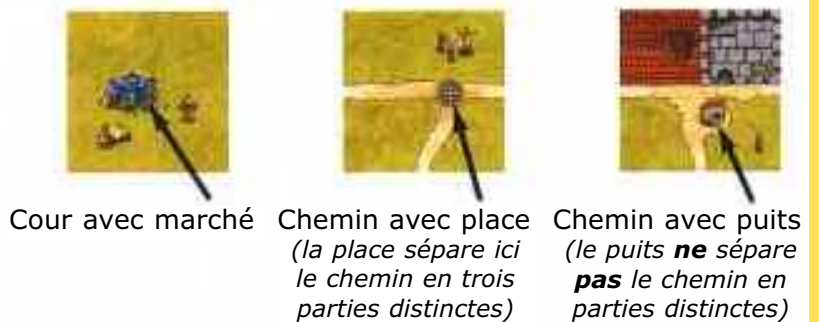 Cour avec marché
Chemin avec place
(la place sépare ici
le chemin en trois
parties distinctes)
Chemin avec puits
(le puits ne sépare
pas le chemin en
parties distinctes)